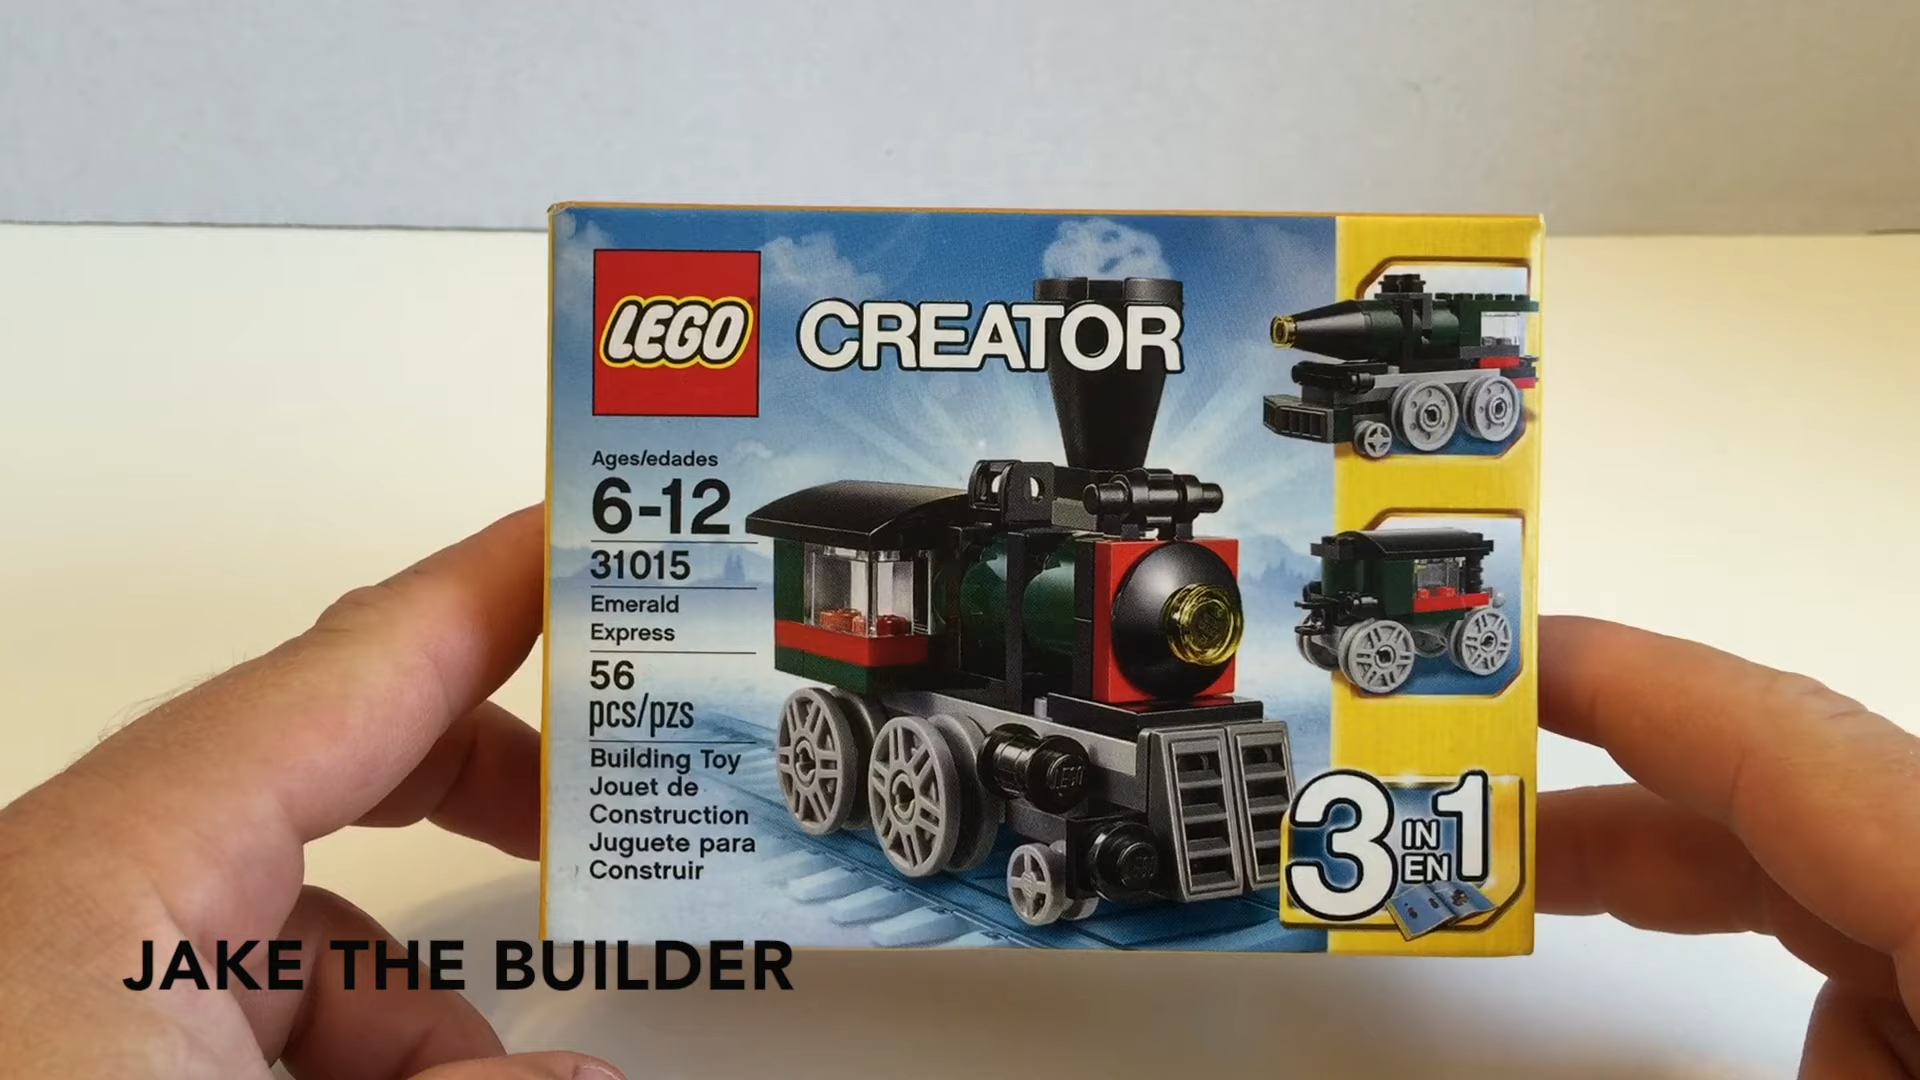 LEGO
CREATOR
Ages/edades
6-12
31015
Emerald
Express
56
pcs/pzs
Building Toy
Jouet de
Construction
Juguete para
Construir
3 IN EN 1
JAKE THE BUILDER